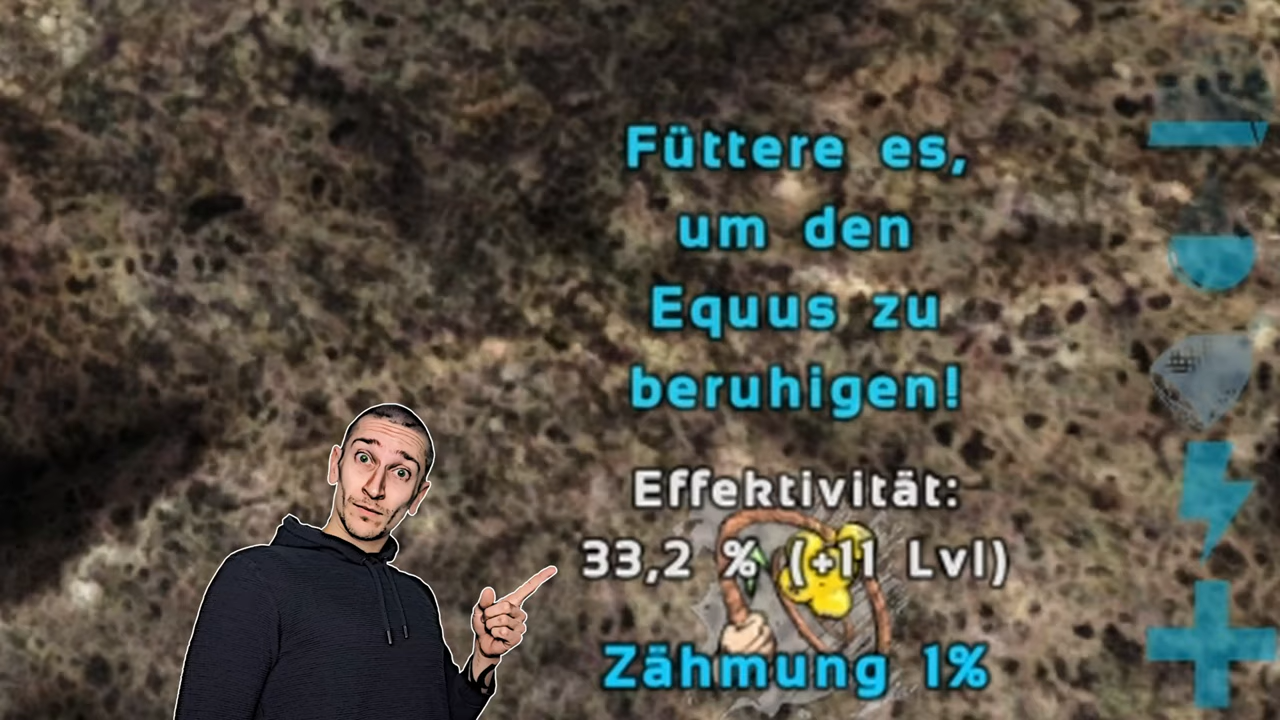 Füttere es,
um den
Equus zu
beruhigen!
Effektivität:
33,2 % (+11 Lvl)
Zähmung 1%